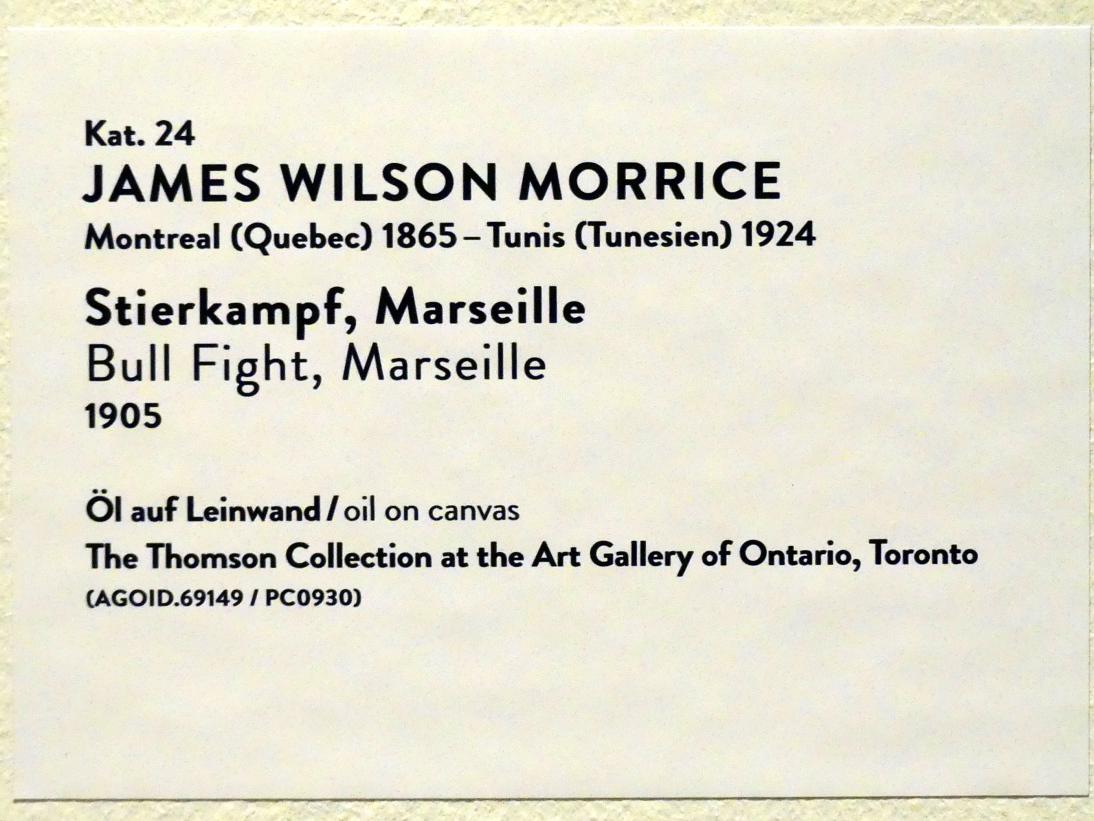 Kat. 24
JAMES WILSON MORRICE
Montreal (Quebec) 1865 – Tunis (Tunesien) 1924
Stierkampf, Marseille
Bull Fight, Marseille
1905
Öl auf Leinwand / oil on canvas
The Thomson Collection at the Art Gallery of Ontario, Toronto
(AGOID.69149 / PC0930)